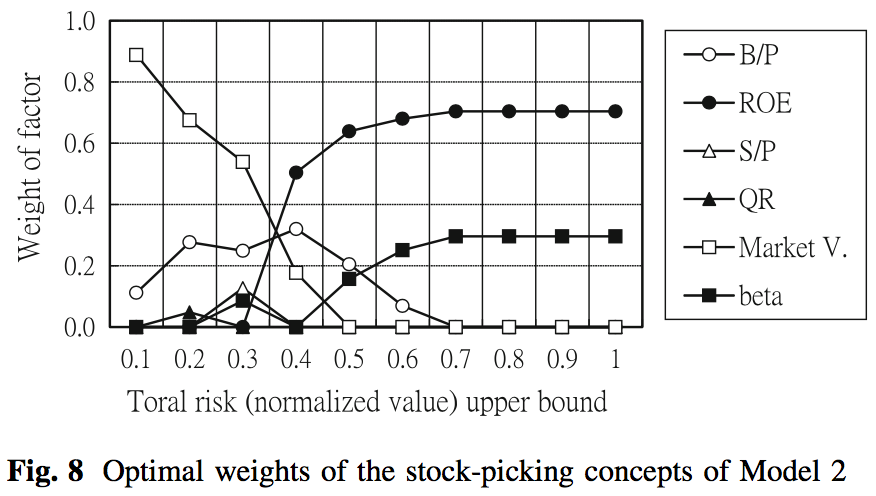 1.0
0.8
0.6
0.4
0.2
0.0
Weight of factor
0.1 0.2 0.3 0.4 0.5 0.6 0.7 0.8 0.9 1
Toral risk (normalized value) upper bound
B/P
ROE
S/P
QR
Market V.
beta
Fig. 8 Optimal weights of the stock-picking concepts of Model 2